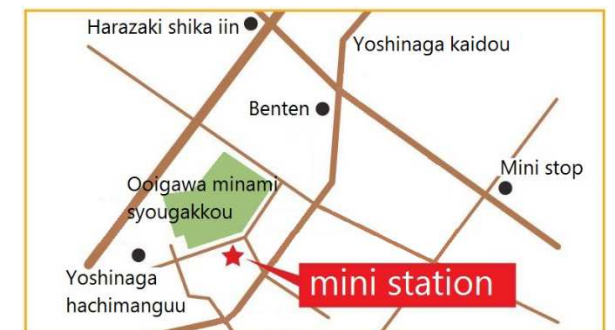 Harazaki shika iin
Yoshinaga kaidou
Benten
Mini stop
Ooigawa minami
syougakkou
Yoshinaga
hachimanguu
mini station